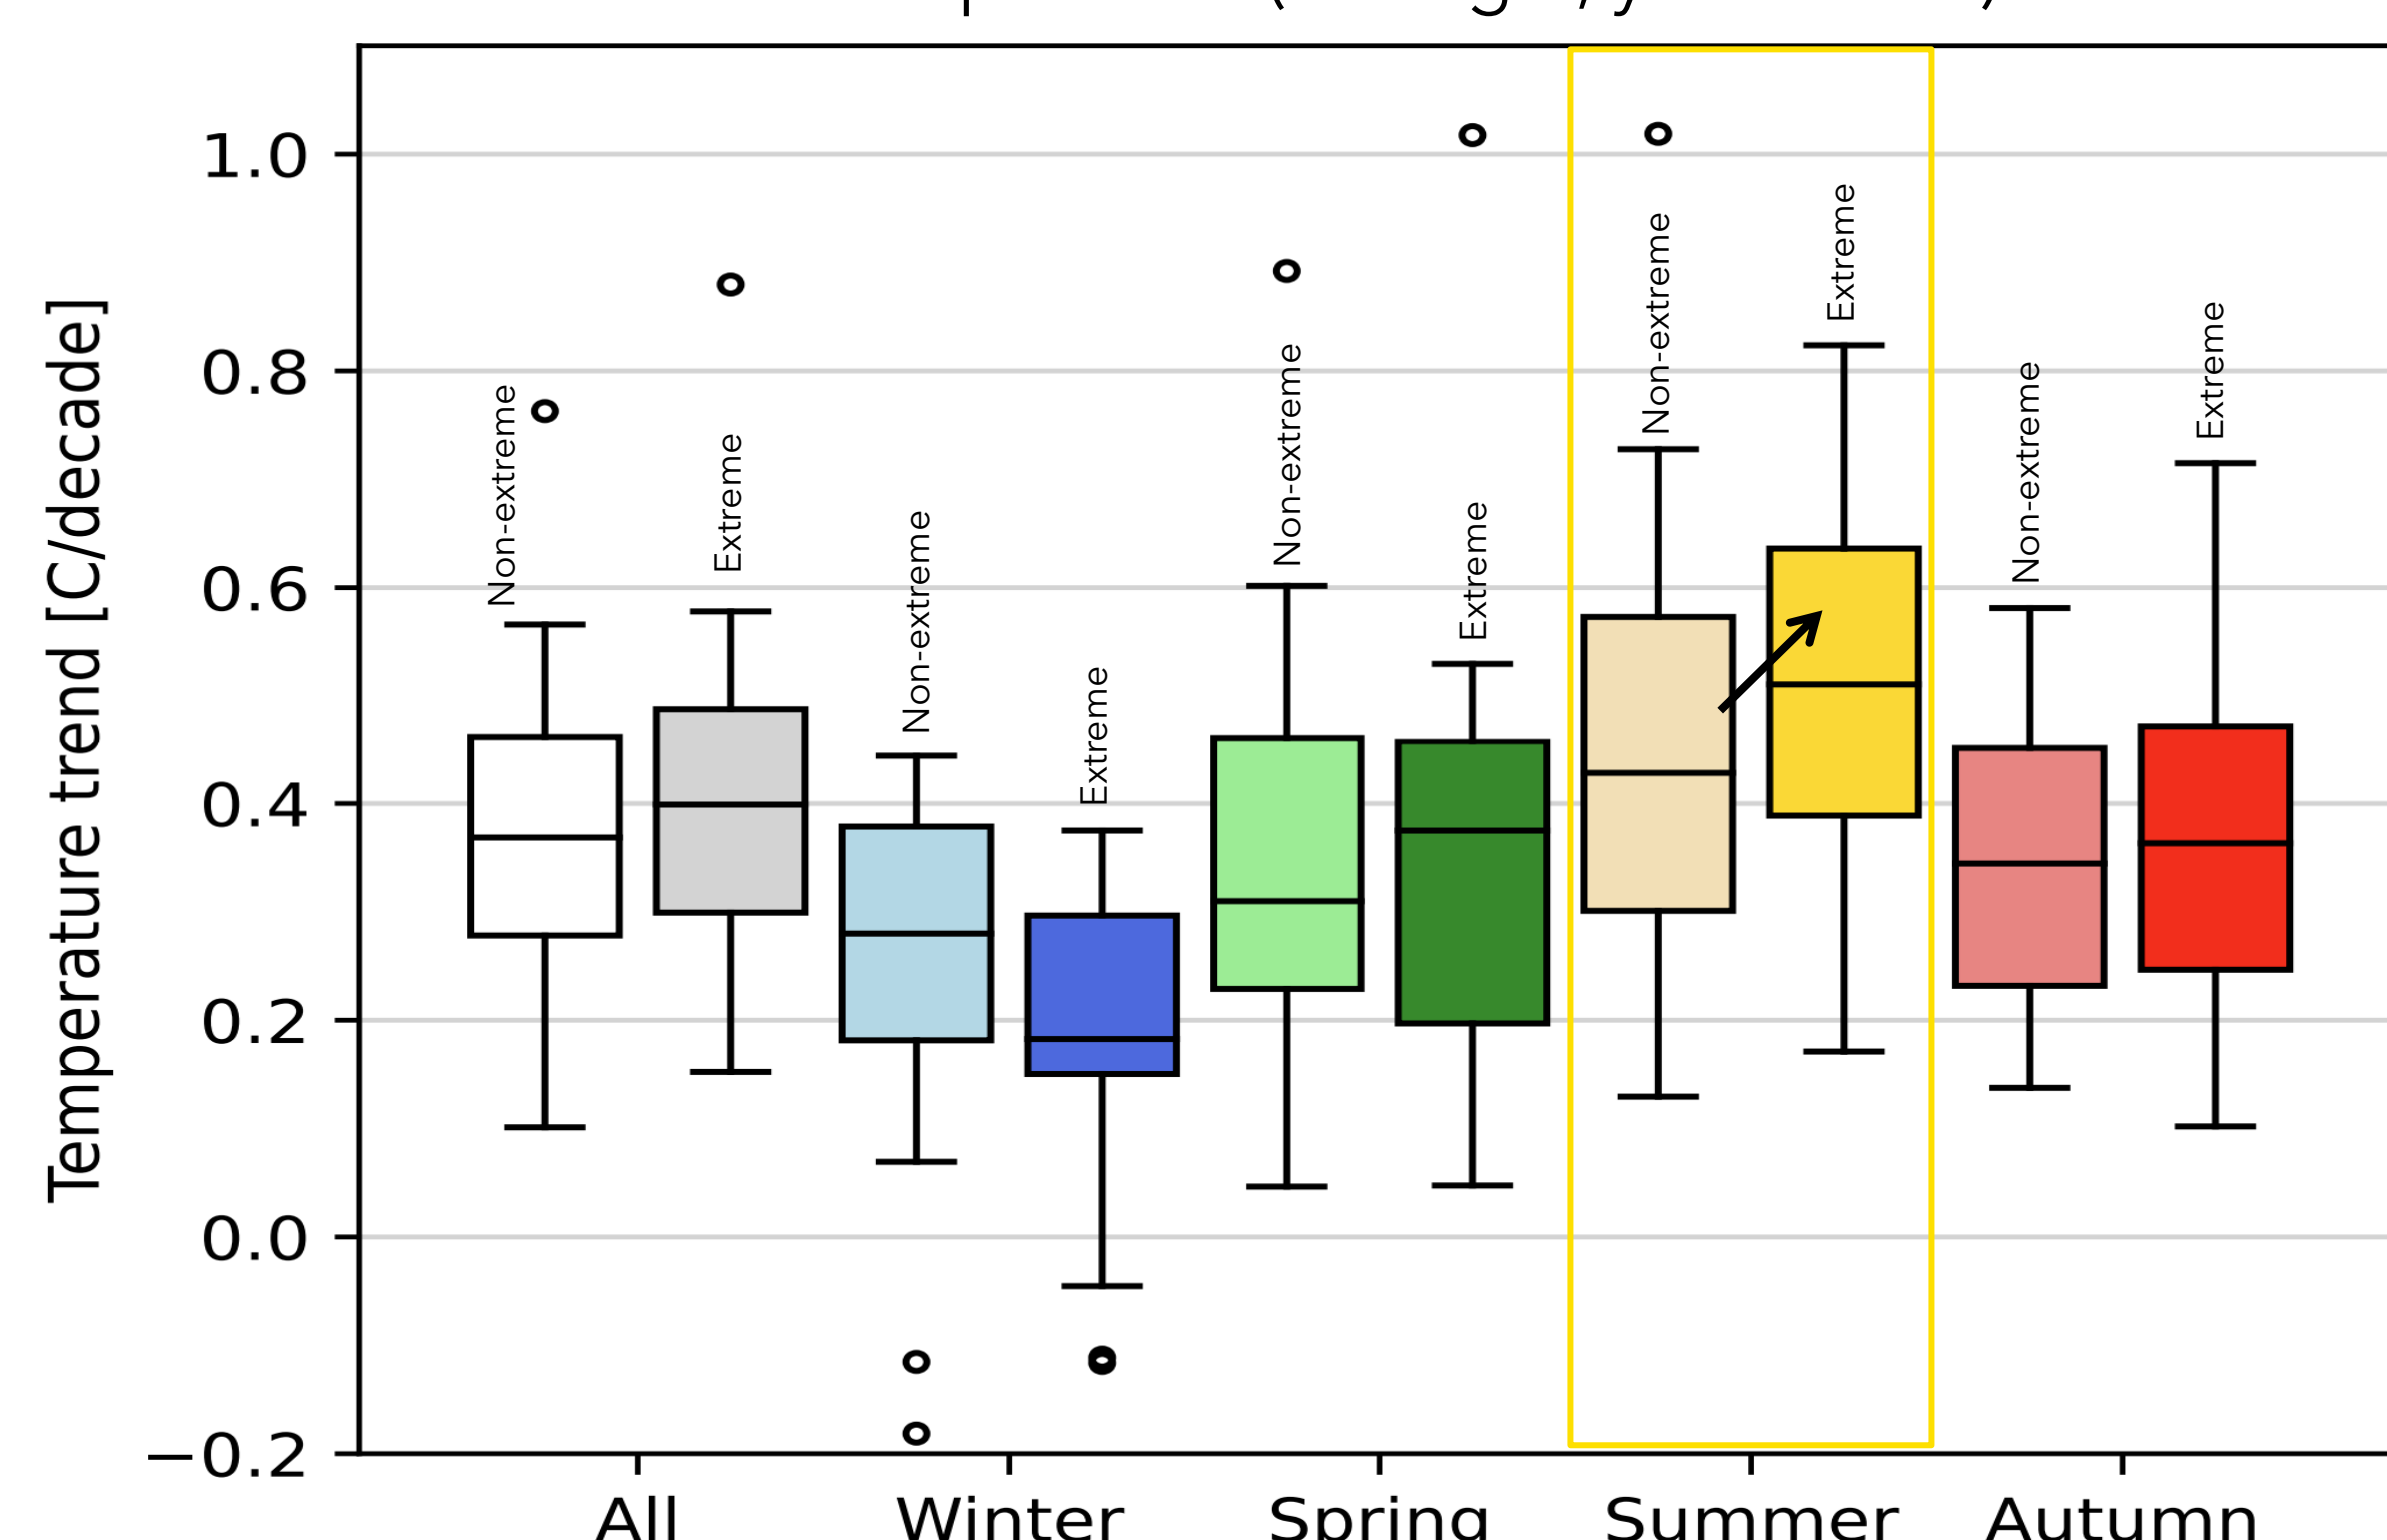 Temperature trend [C/decade]
1.0
0.8
0.6
0.4
0.2
0.0
−0.2
Non-extreme
Extreme
Non-extreme
Extreme
Non-extreme
Extreme
Non-extreme
Extreme
Non-extreme
Extreme
All
Winter
Spring
Summer
Autumn